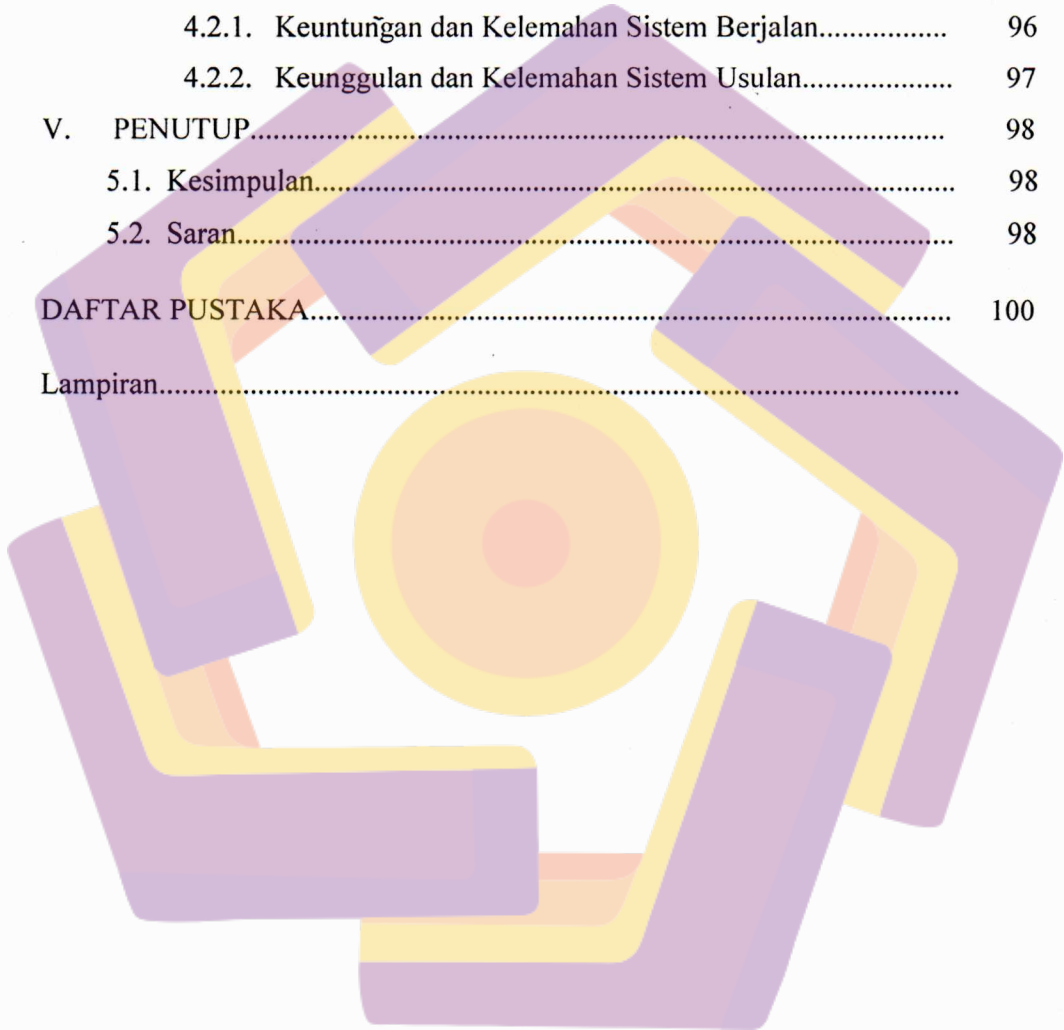 4.2.1. Keuntungan dan Kelemahan Sistem Berjalan................. 96
4.2.2. Keunggulan dan Kelemahan Sistem Usulan................... 97
V. PENUTUP.................................................................................... 98
5.1. Kesimpulan.......................................................................... 98
5.2. Saran................................................................................... 98
DAFTAR PUSTAKA........................................................................ 100
Lampiran.......................................................................................